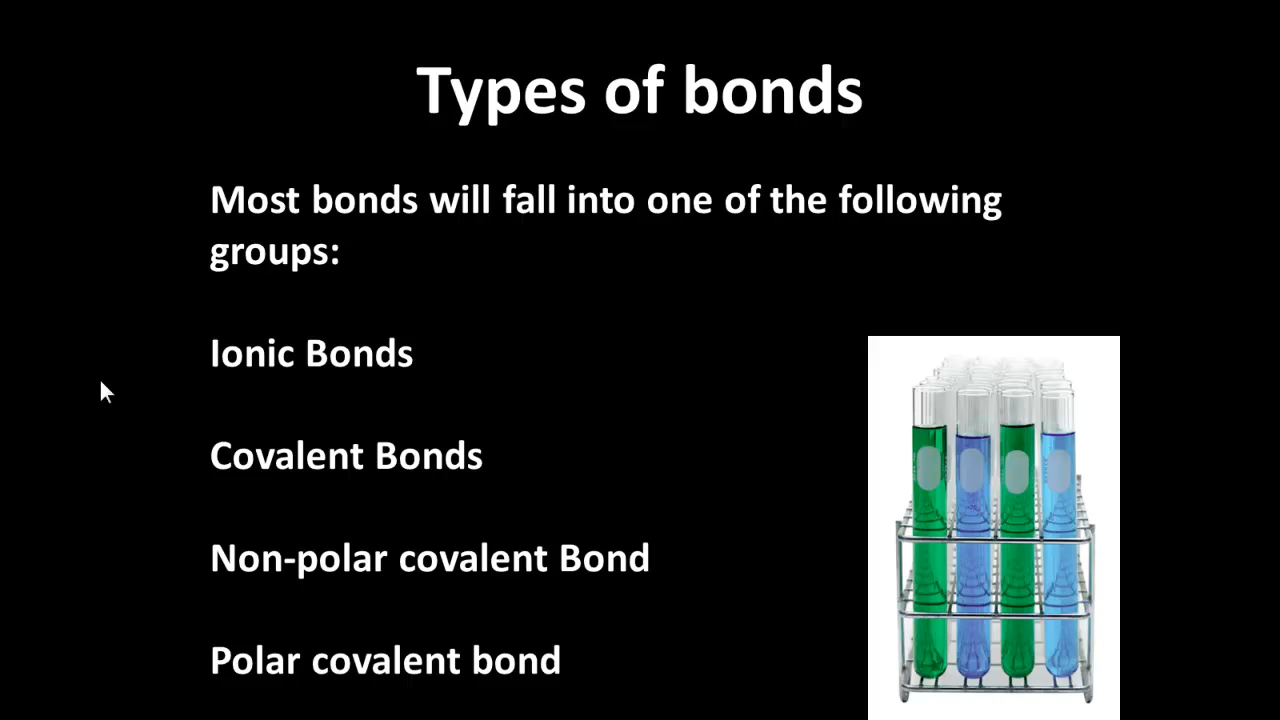 Types of bonds
Most bonds will fall into one of the following
groups:
Ionic Bonds
Covalent Bonds
Non-polar covalent Bond
Polar covalent bond